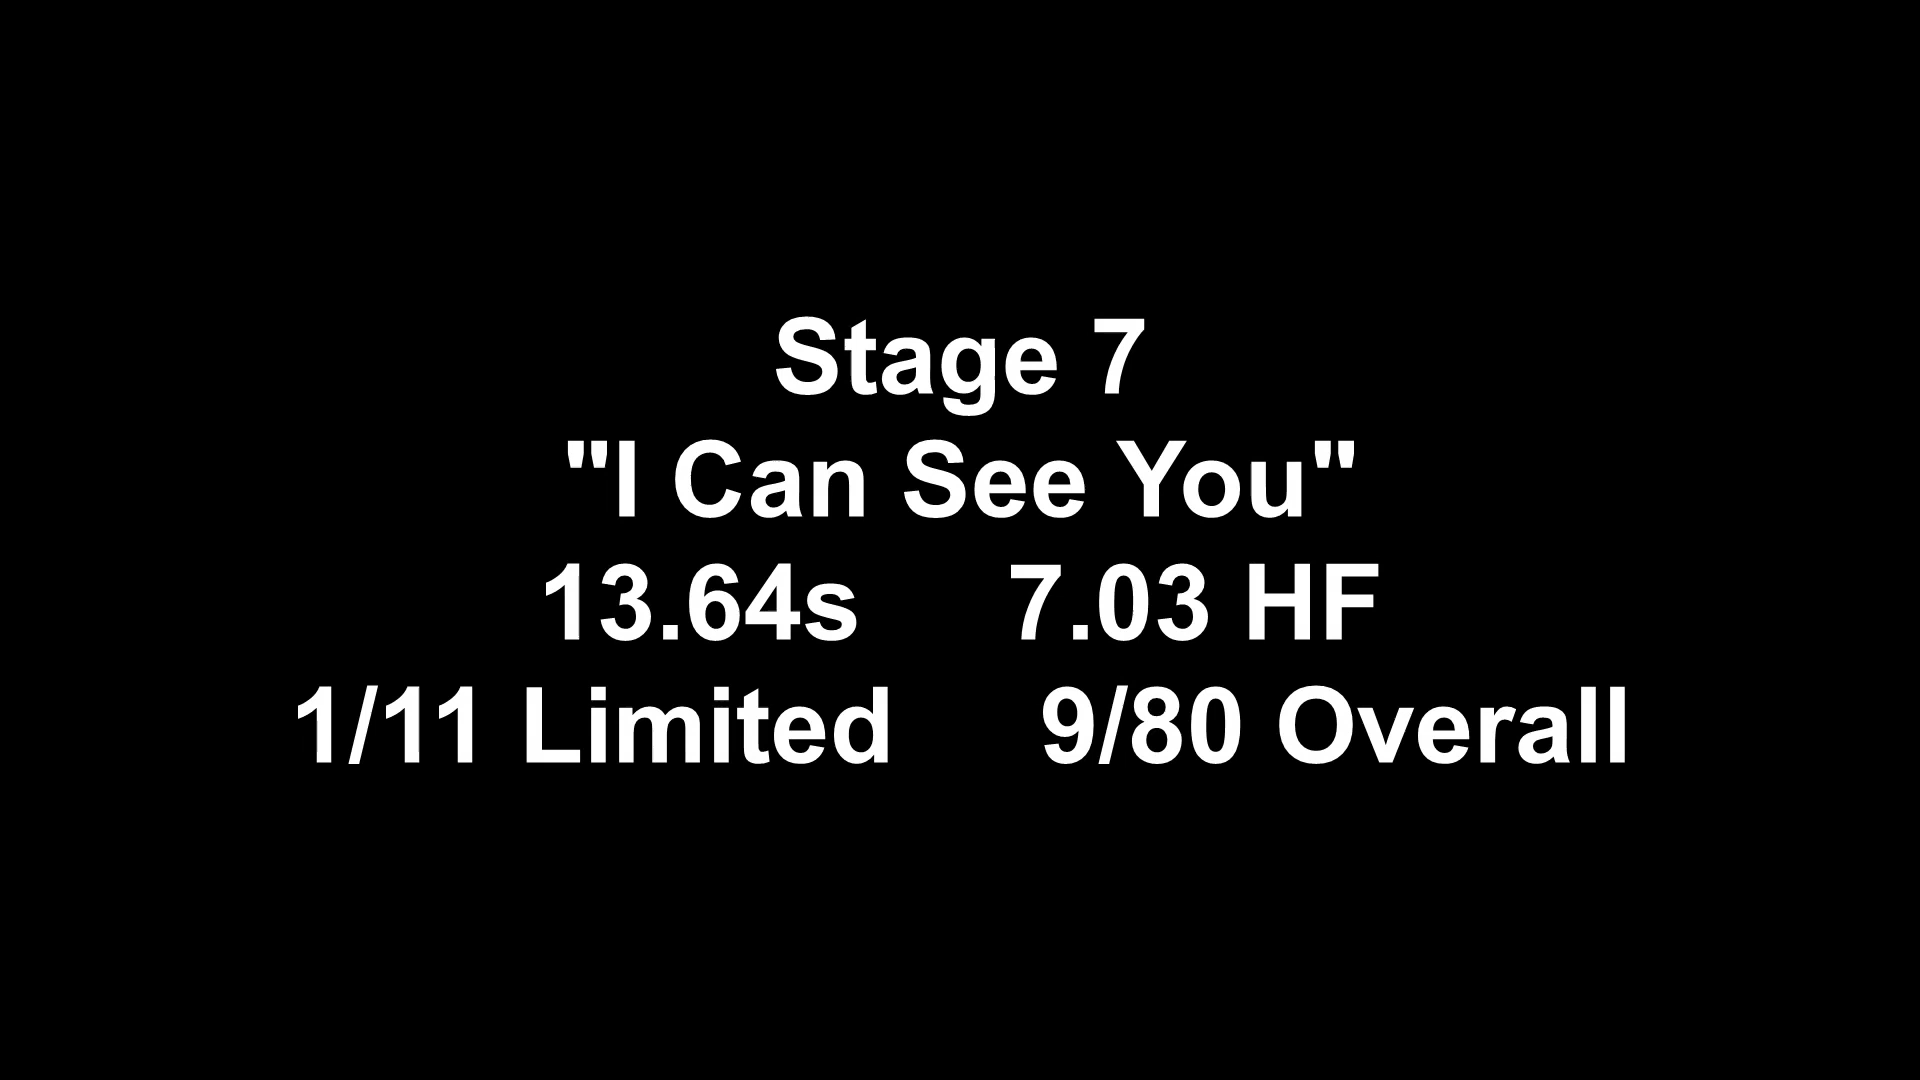 Stage 7
"I Can See You"
13.64s 7.03 HF
1/11 Limited 9/80 Overall